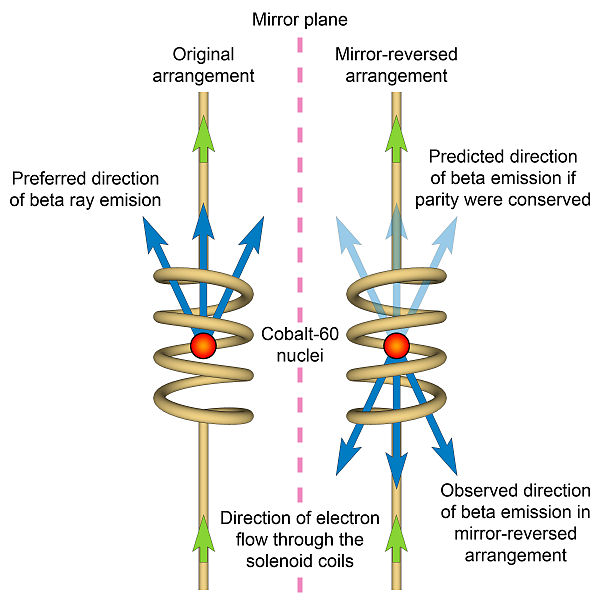 Mirror plane
Original
arrangement
Mirror-reversed
arrangement
Preferred direction
of beta ray emision
Predicted direction
of beta emission if
parity were conserved
Cobalt-60
nuclei
Direction of electron
flow through the
solenoid coils
Observed direction
of beta emission in
mirror-reversed
arrangement